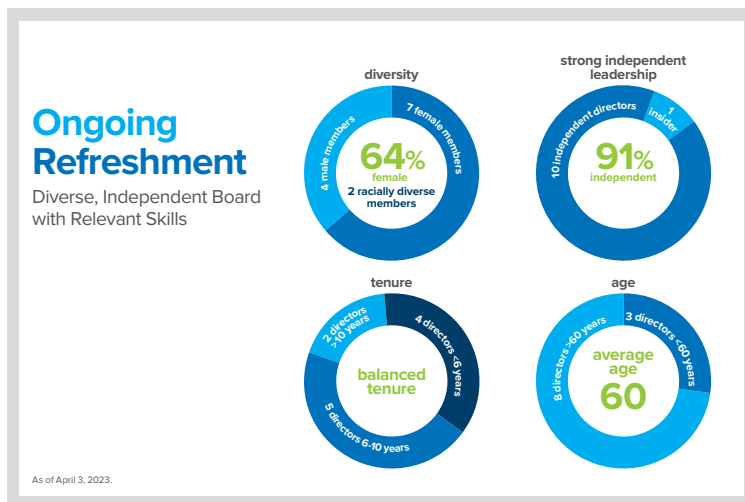 Ongoing
Refreshment
Diverse, Independent Board
with Relevant Skills
diversity
4 male members
7 female members
64%
female
2 racially diverse
members
strong independent
leadership
10 independent directors
1
insider
91%
independent
tenure
2 directors
>10 years
4 directors <6 years
5 directors 6-10 years
balanced
tenure
age
8 directors >60 years
3 directors <60 years
average
age
60
As of April 3, 2023.